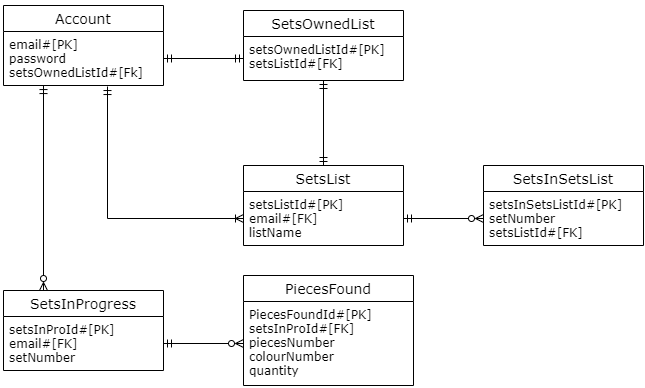 Account
email#[PK]
password
setsOwnedListId#[Fk]
SetsOwnedList
setsOwnedListId#[PK]
setsListId#[FK]
SetsList
setsListId#[PK]
email#[FK]
listName
SetsInSetsList
setsInSetsListId#[PK]
setNumber
setsListId#[FK]
SetsInProgress
setsInProId#[PK]
email#[FK]
setNumber
PiecesFound
PiecesFoundId#[PK]
setsInProId#[FK]
piecesNumber
colourNumber
quantity